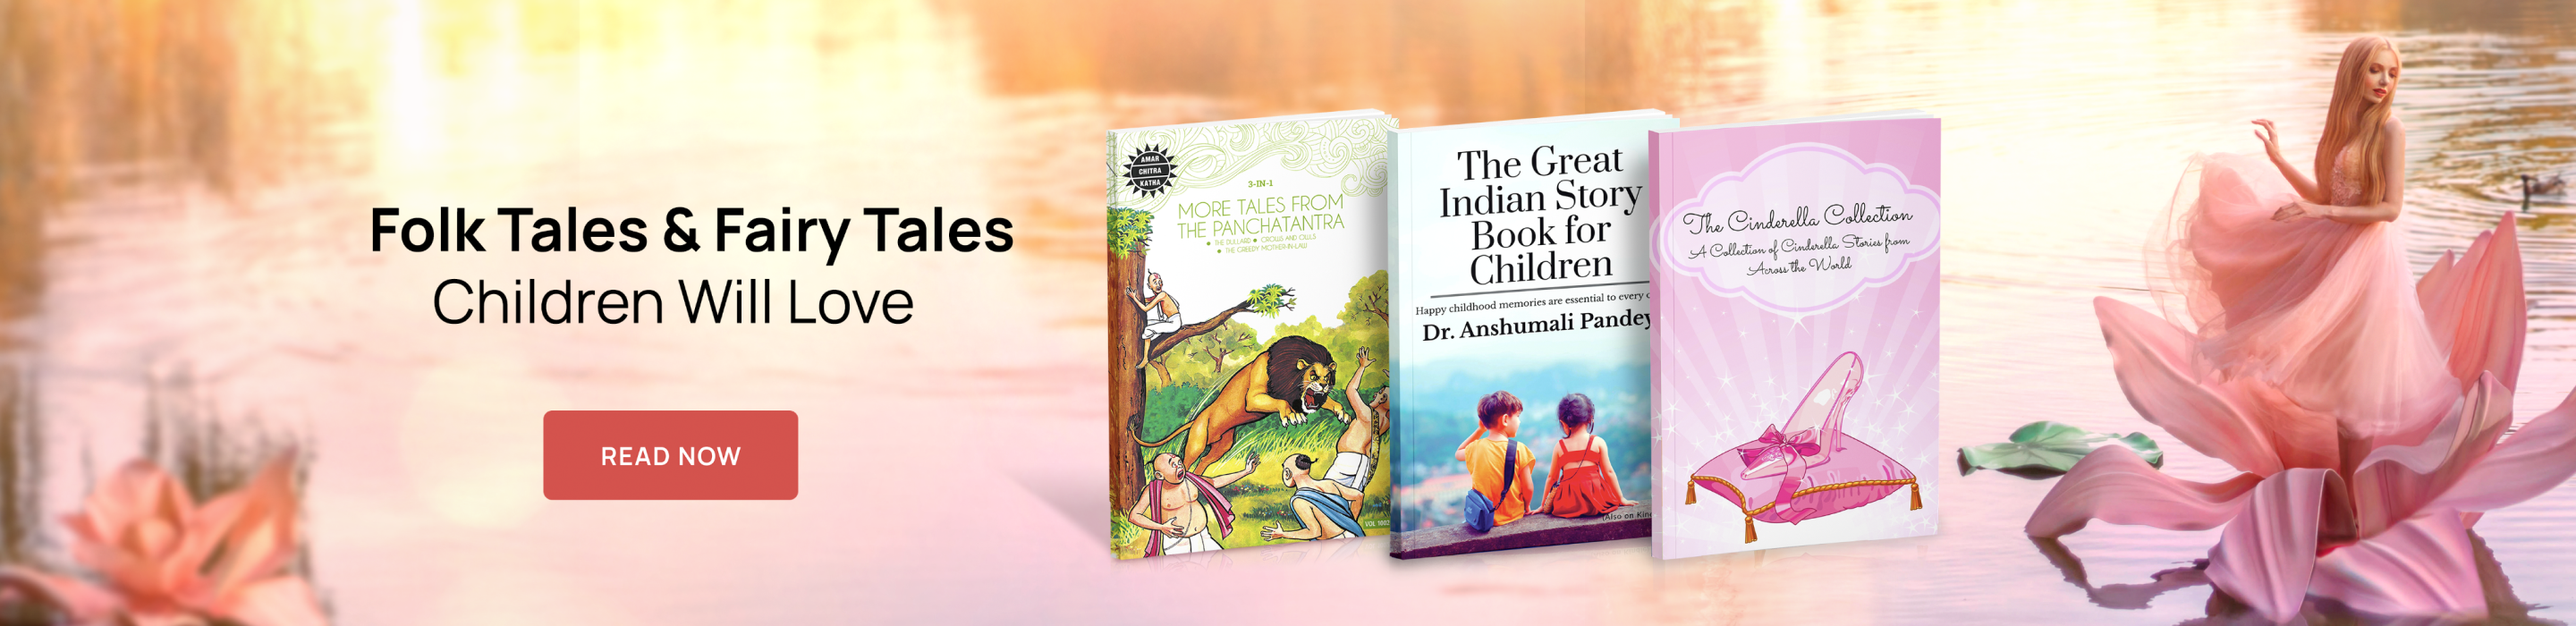 Folk Tales & Fairy Tales
Children Will Love
READ NOW
AMAR
CHITRA
KATHA
3-IN-1
MORE TALES FROM
THE PANCHATANTRA
• THE DULLARD • CROWS AND OWLS
• THE GREEDY MOTHER-IN-LAW
The Great
Indian Story
Book for
Children
Happy childhood memories are essential to every
Dr. Anshumali Pandey
(Also on
The Cinderella Collection
A Collection of Cinderella Stories from
Across the World